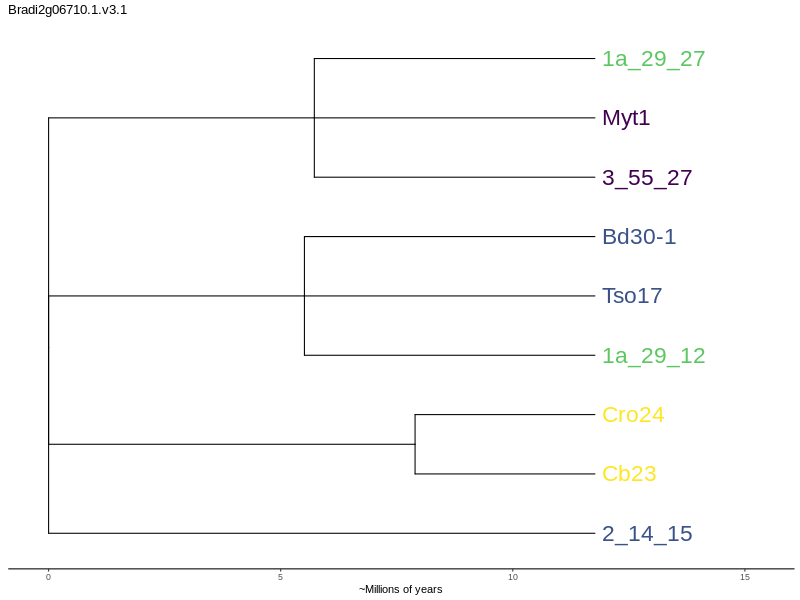 Bradi2g06710.1.v3.1
1a_29_27
Myt1
3_55_27
Bd30-1
Tso17
1a_29_12
Cro24
Cb23
2_14_15
0 5 10 15
~Millions of years